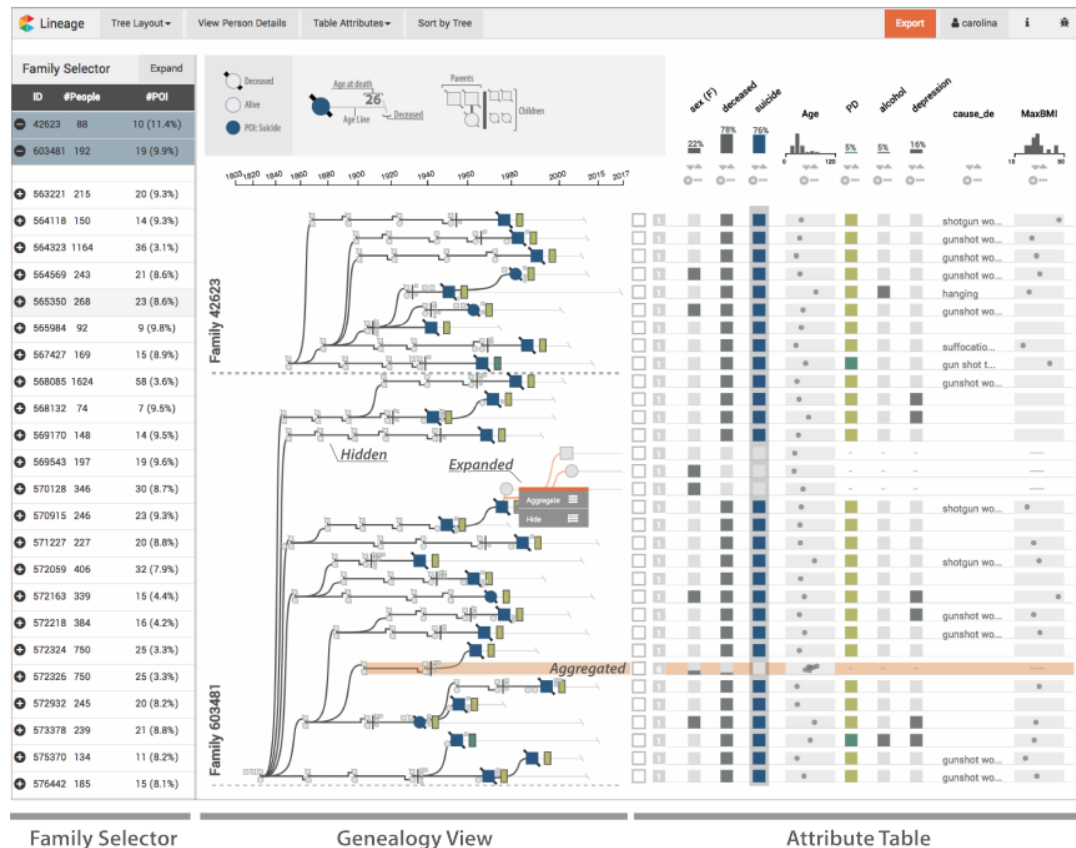 Lineage Tree Layout View Person Details Table Attributes Sort by Tree Export carolina i
Family Selector Expand
ID #People #POI
42623 88 10 (11.4%)
603481 192 19 (9.9%)
563221 215 20 (9.3%)
564118 150 14 (9.3%)
564323 1164 36 (3.1%)
564569 243 21 (8.6%)
565350 268 23 (8.6%)
565984 92 9 (9.8%)
567427 169 15 (8.9%)
568085 1624 58 (3.6%)
568132 74 7 (9.5%)
569170 148 14 (9.5%)
569543 197 19 (9.6%)
570128 346 30 (8.7%)
570915 246 23 (9.3%)
571227 227 20 (8.8%)
572059 406 32 (7.9%)
572163 339 15 (4.4%)
572218 384 16 (4.2%)
572324 750 25 (3.3%)
572326 750 25 (3.3%)
572932 245 20 (8.2%)
573378 239 21 (8.8%)
575370 134 11 (8.2%)
576442 185 15 (8.1%)
Deceased
Alive
POI: Suicide
Age at death
26
Age Line
Deceased
Parents
Children
1803 1820 1840 1860 1880 1900 1920 1940 1960 1980 2000 2015 2017
Family 42623
Hidden
Expanded
Aggregate
Hide
Aggregated
Family 603481
sex (F) deceased suicide Age PD alcohol depression cause_de MaxBMI
22% 78% 76% 5% 5% 16%
0 120 10 50
shotgun wo...
gunshot wo...
gunshot wo...
gunshot wo...
hanging
gunshot wo...
suffocatio...
gun shot t...
gunshot wo...
shotgun wo...
shotgun wo...
gunshot wo...
gunshot wo...
gunshot wo...
gunshot wo...
Family Selector Genealogy View Attribute Table